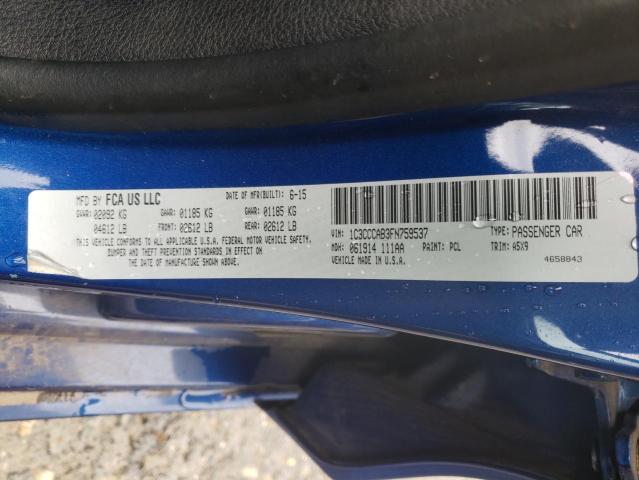 MFD BY FCA US LLC DATE OF MFR(BUILT): 6-15
GVWR: 02092 KG GAWR: 01185 KG GAWR: 01185 KG
04612 LB FRONT: 02612 LB REAR: 02612 LB
THIS VEHICLE CONFORMS TO ALL APPLICABLE U.S.A. FEDERAL MOTOR VEHICLE SAFETY,
BUMPER AND THEFT PREVENTION STANDARDS IN EFFECT ON
THE DATE OF MANUFACTURE SHOWN ABOVE.
VIN: 1C3CCCAB3FN759537 TYPE: PASSENGER CAR
MDH: 061914 111AA PAINT: PCL TRIM: A5X9
VEHICLE MADE IN U.S.A. 4658843